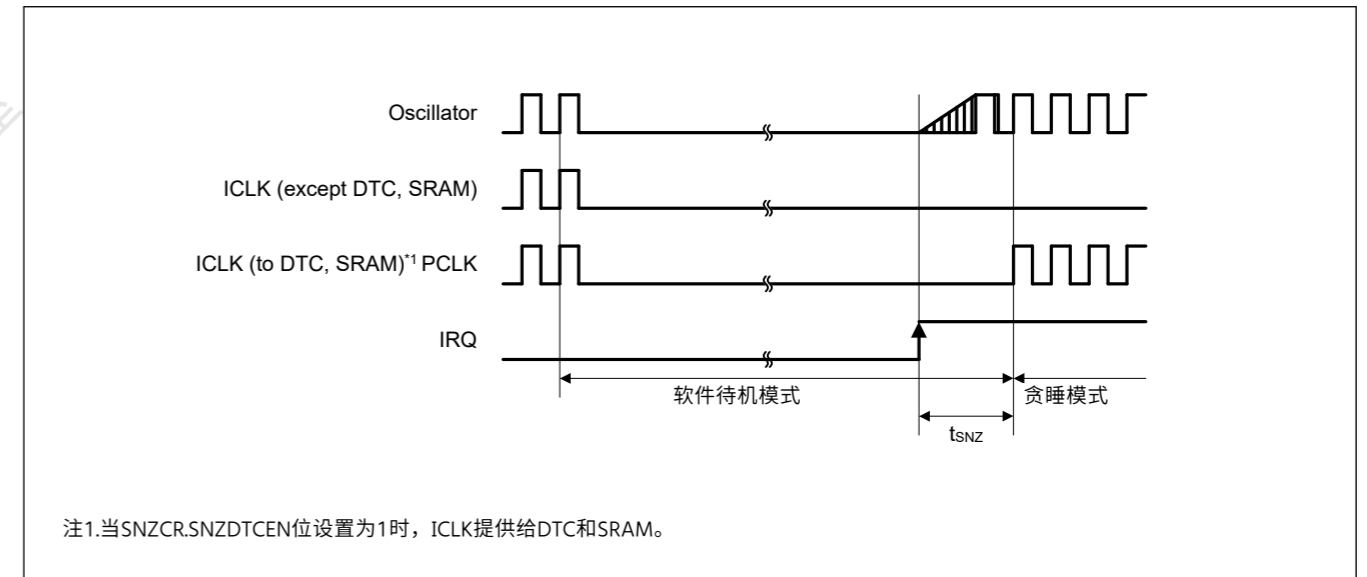 Oscillator
ICLK (except DTC, SRAM)
ICLK (to DTC, SRAM)*1 PCLK
IRQ
软件待机模式
贪睡模式
tSNZ
注1.当SNZCR.SNZDTCEN位设置为1时，ICLK提供给DTC和SRAM。